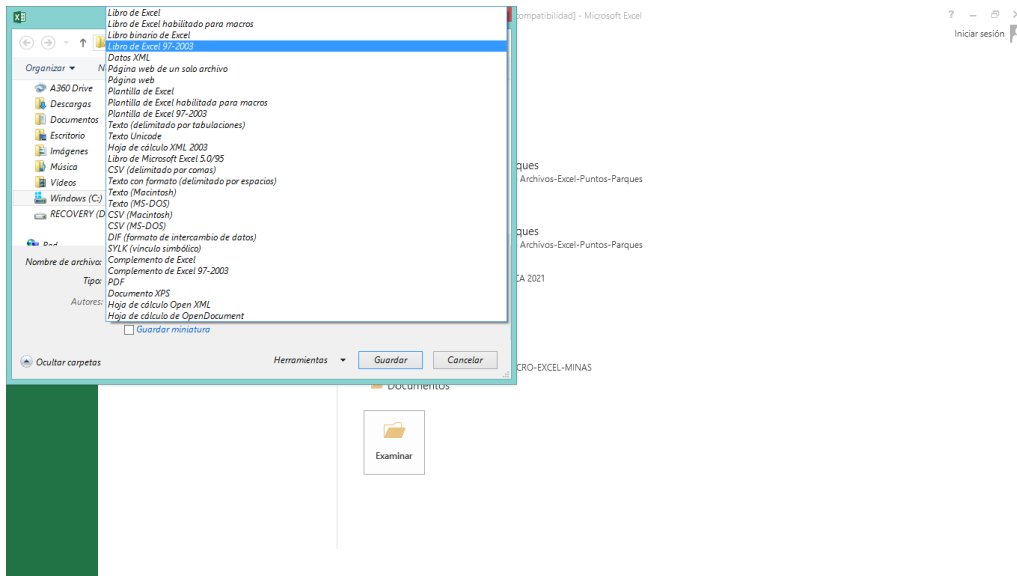 compatibilidad] - Microsoft Excel
?
Iniciar sesión
Libro de Excel
Libro de Excel habilitado para macros
Libro binario de Excel
Libro de Excel 97-2003
Datos XML
Página web de un solo archivo
Página web
Plantilla de Excel
Plantilla de Excel habilitada para macros
Plantilla de Excel 97-2003
Texto (delimitado por tabulaciones)
Texto Unicode
Hoja de cálculo XML 2003
Libro de Microsoft Excel 5.0/95
CSV (delimitado por comas)
Texto con formato (delimitado por espacios)
Texto (Macintosh)
Texto (MS-DOS)
CSV (Macintosh)
CSV (MS-DOS)
DIF (formato de intercambio de datos)
SYLK (vínculo simbólico)
Complemento de Excel
Complemento de Excel 97-2003
PDF
Documento XPS
Hoja de cálculo Open XML
Hoja de cálculo de OpenDocument
Organizar
N
A360 Drive
Descargas
Documentos
Escritorio
Imágenes
Música
Vídeos
Windows (C:)
RECOVERY (D
Red
Nombre de archivo:
Tipo:
Autores:
Guardar miniatura
Ocultar carpetas
Herramientas
Guardar
Cancelar
ques
Archivos-Excel-Puntos-Parques
ques
Archivos-Excel-Puntos-Parques
CA 2021
CRO-EXCEL-MINAS
Documentos
Examinar